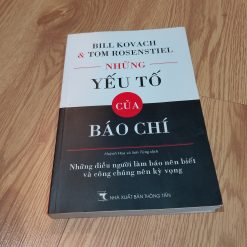 BILL KOVACH
& TOM ROSENSTIEL
NHỮNG
YẾU TỐ
CỦA
BÁO CHÍ
Những điều người làm báo nên biết
và công chúng nên kỳ vọng
NHÀ XUẤT BẢN THÔNG TẤN